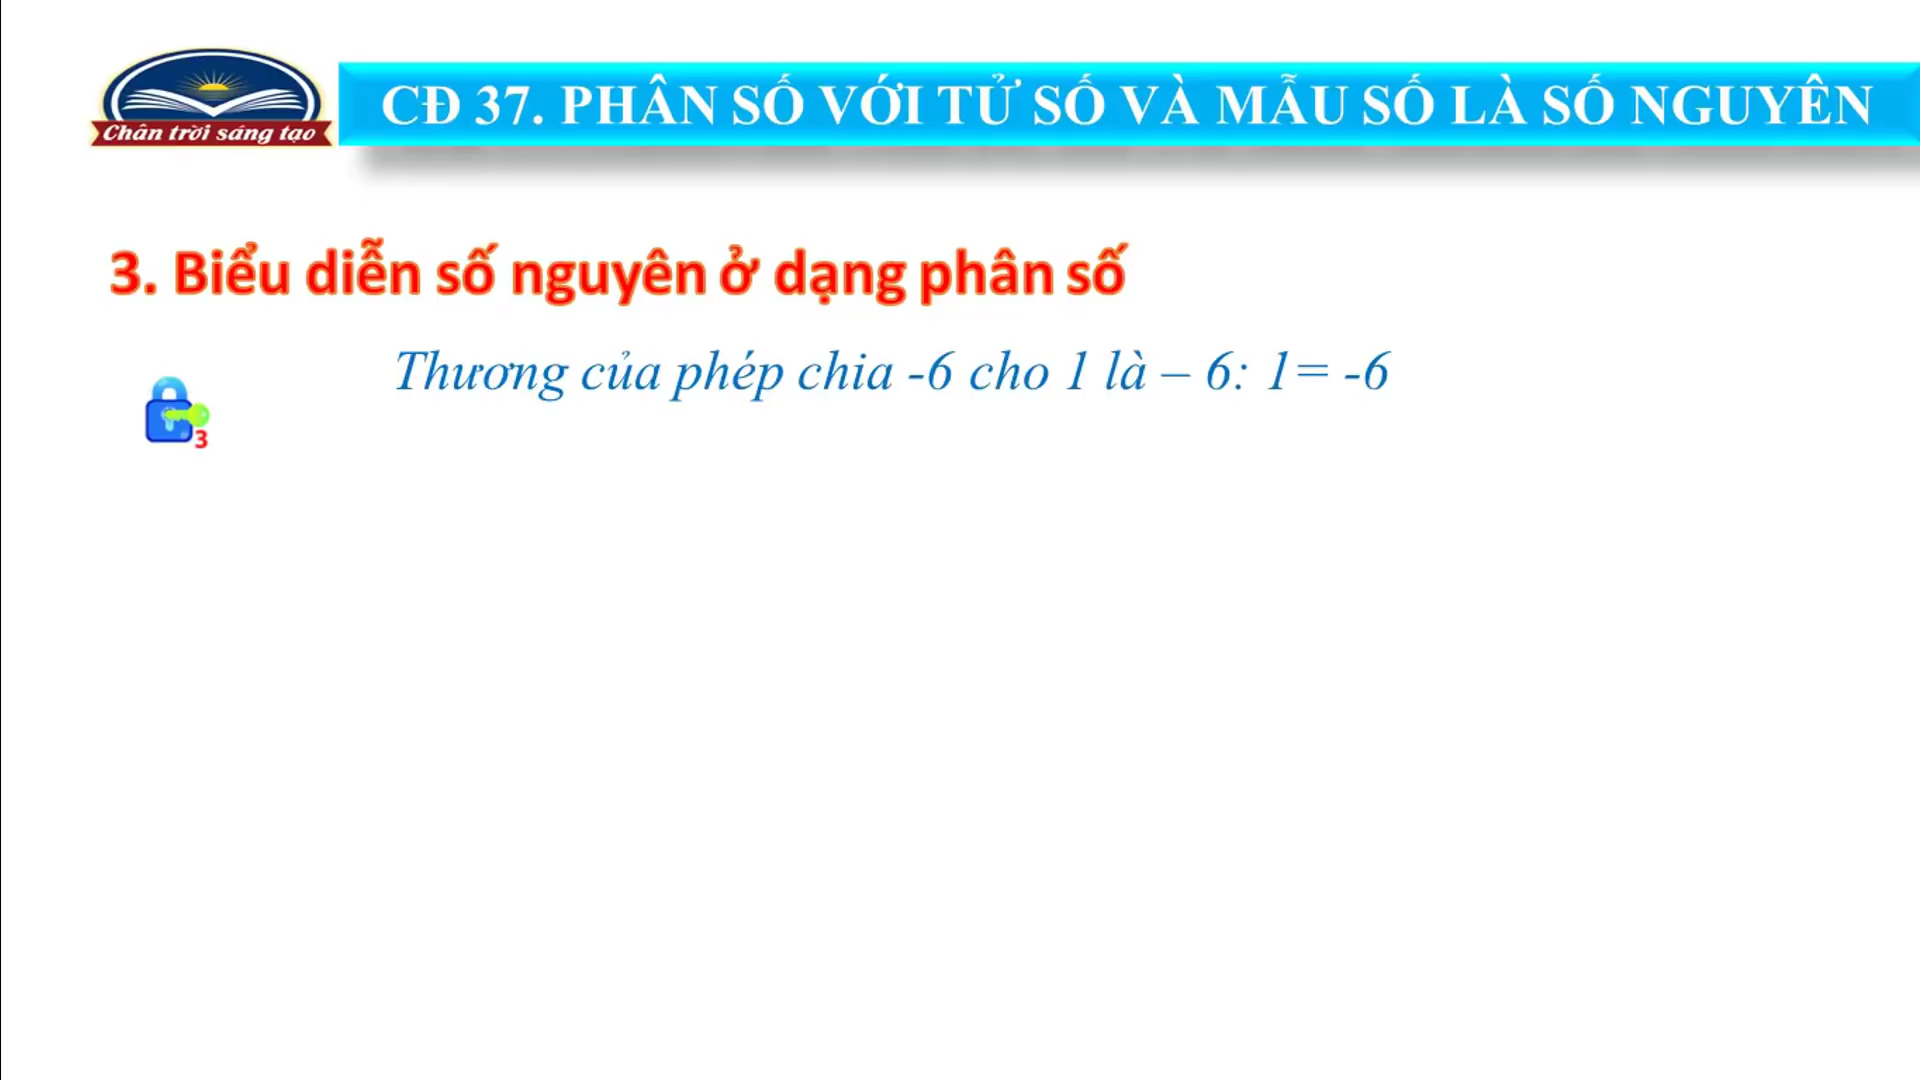 Chân trời sáng tạo
CĐ 37. PHÂN SỐ VỚI TỬ SỐ VÀ MẪU SỐ LÀ SỐ NGUYÊN
3. Biểu diễn số nguyên ở dạng phân số
Thương của phép chia -6 cho 1 là – 6: 1= -6
3